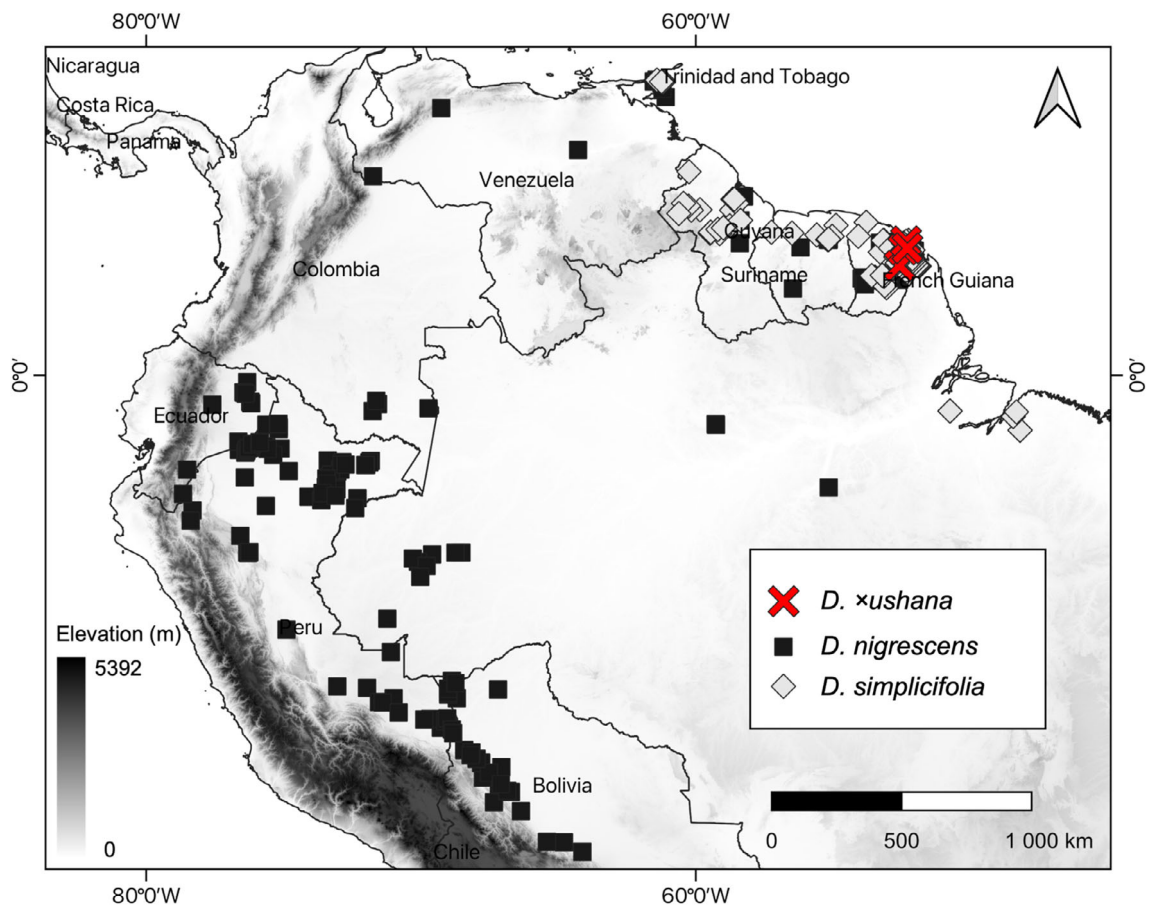 80°0'W 60°0'W
Nicaragua
Trinidad and Tobago
Costa Rica
Panama
Venezuela
Guyana
Colombia
Suriname
French Guiana
0°0' 0°0'
Ecuador
D. ×ushana
Peru
Elevation (m)
D. nigrescens
5392
D. simplicifolia
Bolivia
0 500 1 000 km
0
Chile
80°0'W 60°0'W